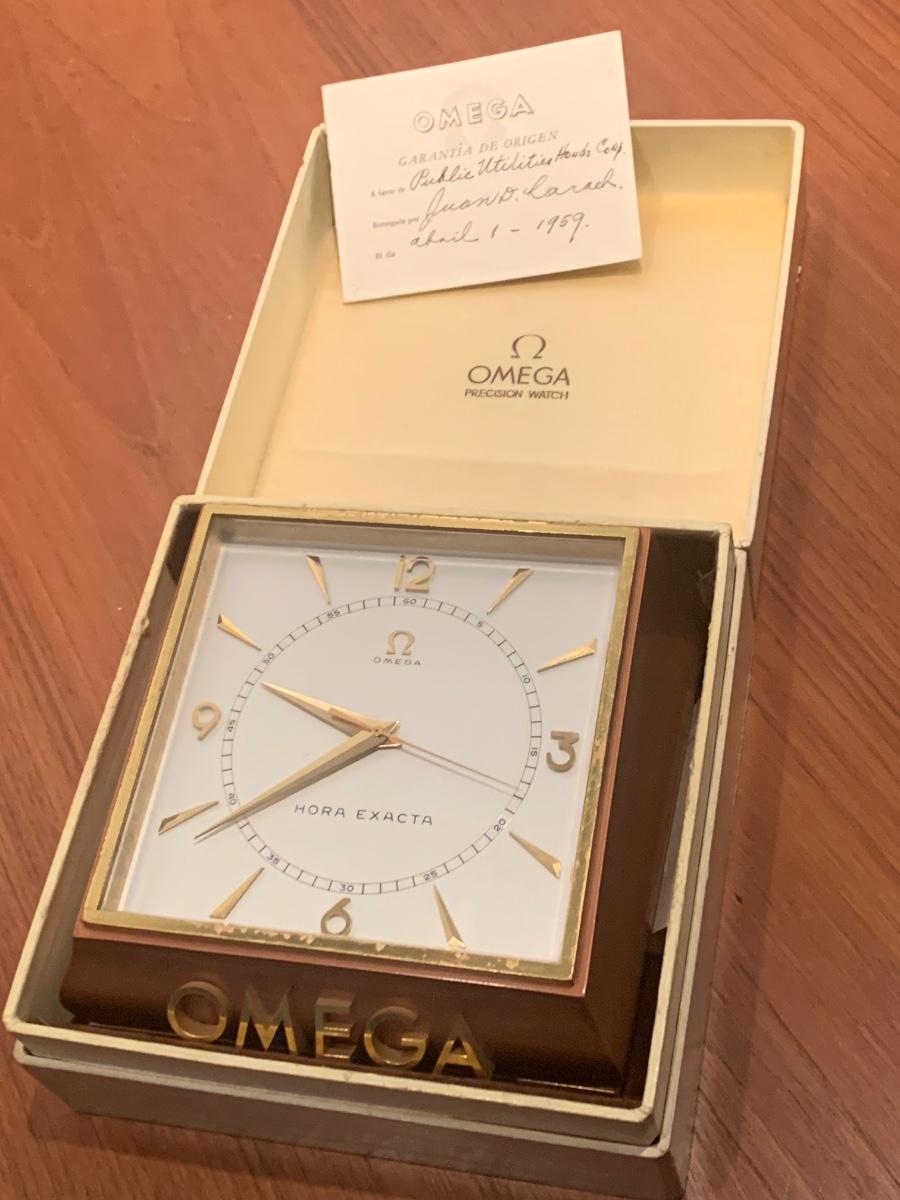 OMEGA
GARANTÍA DE ORIGEN
A favor de Public Utilities Honds Corp.
Entregada por Juan D. Larach.
El día abril 1 - 1959.
Ω
OMEGA
PRECISION WATCH
12
60
55
5
50
10
Ω
OMEGA
9
45
15
3
40
20
HORA EXACTA
35
25
30
6
OMEGA